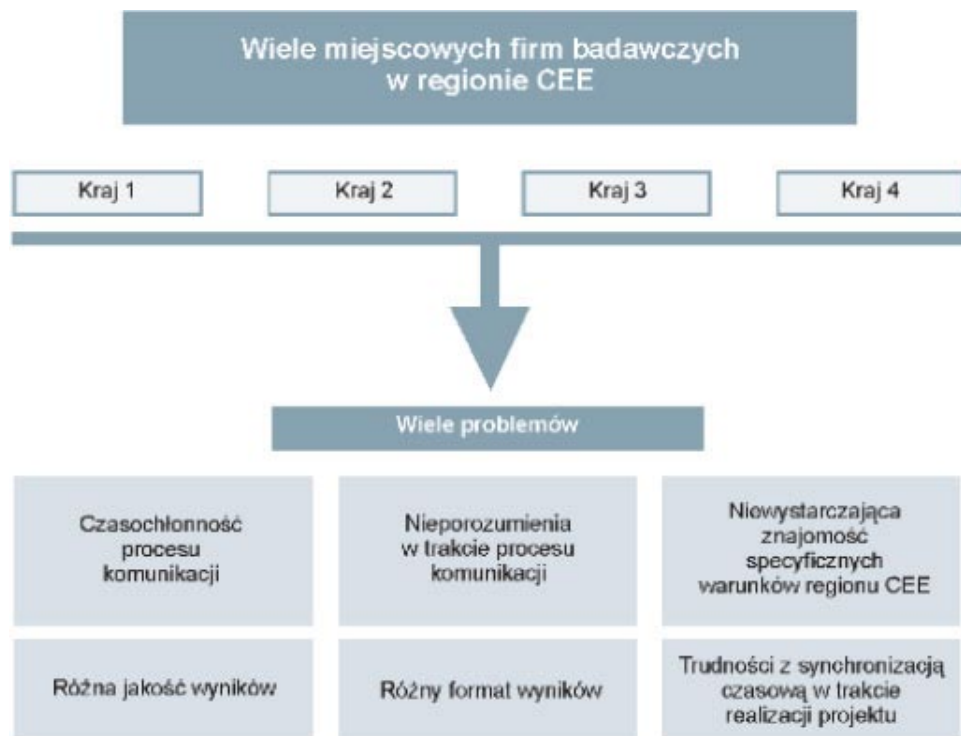 Wiele miejscowych firm badawczych
w regionie CEE
Kraj 1
Kraj 2
Kraj 3
Kraj 4
Wiele problemów
Czasochłonność
procesu
komunikacji
Nieporozumienia
w trakcie procesu
komunikacji
Niewystarczająca
znajomość
specyficznych
warunków regionu CEE
Różna jakość wyników
Różny format wyników
Trudności z synchronizacją
czasową w trakcie
realizacji projektu